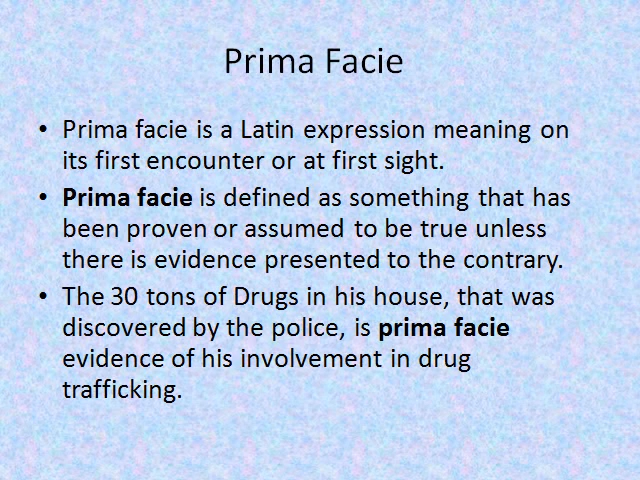 Prima Facie
• Prima facie is a Latin expression meaning on
its first encounter or at first sight.
• Prima facie is defined as something that has
been proven or assumed to be true unless
there is evidence presented to the contrary.
• The 30 tons of Drugs in his house, that was
discovered by the police, is prima facie
evidence of his involvement in drug
trafficking.